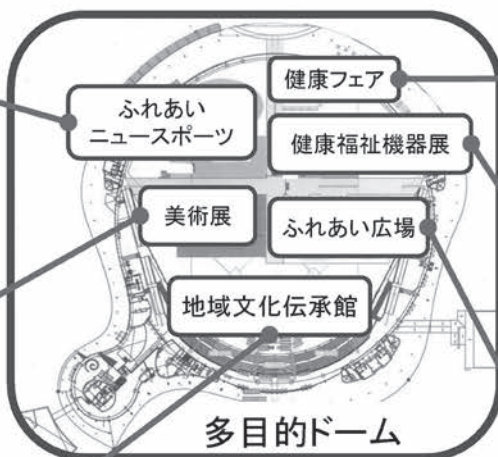 健康フェア
ふれあい
ニュースポーツ
健康福祉機器展
美術展
ふれあい広場
地域文化伝承館
多目的ドーム